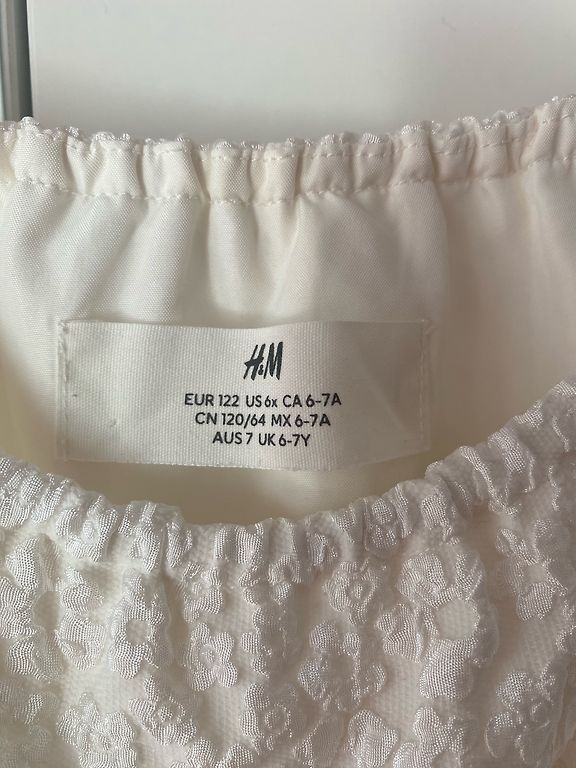 H&M
EUR 122 US 6x CA 6-7A
CN 120/64 MX 6-7A
AUS 7 UK 6-7Y